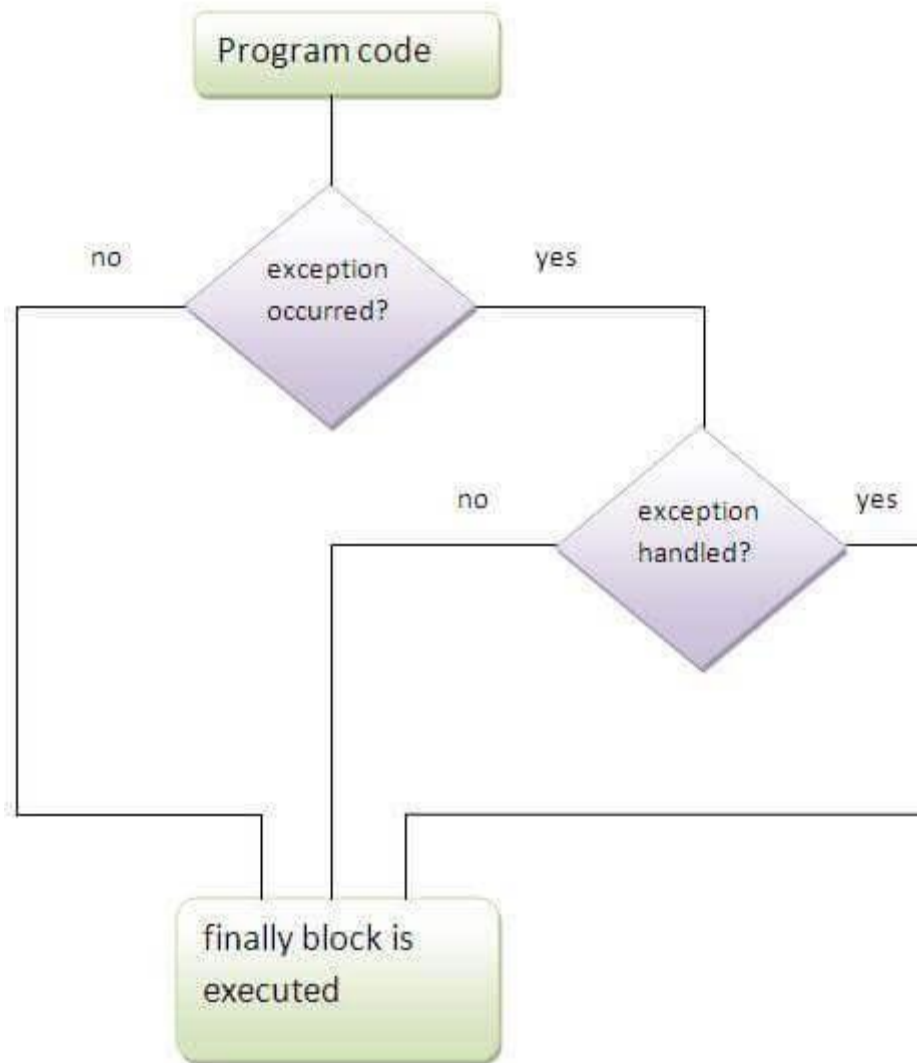 Program code
no
yes
exception
occurred?
no
yes
exception
handled?
finally block is
executed